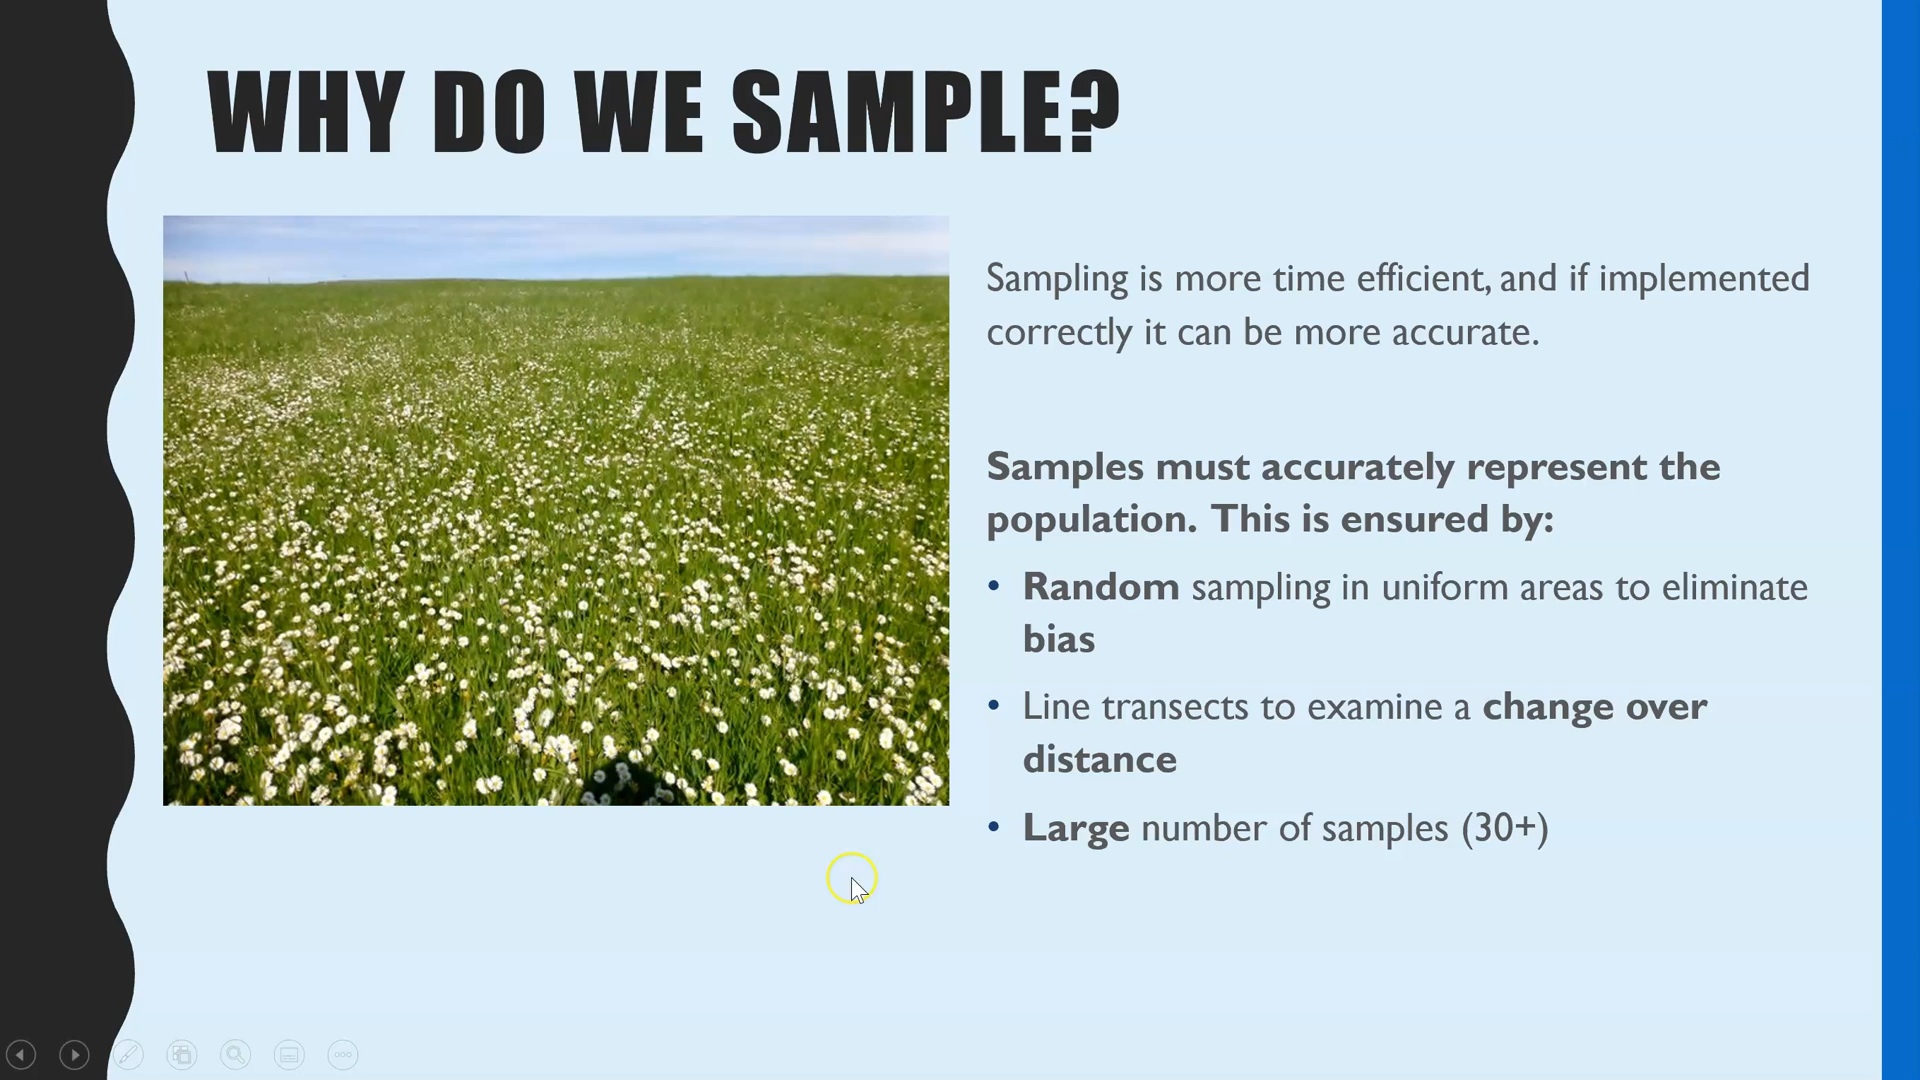 WHY DO WE SAMPLE?
Sampling is more time efficient, and if implemented
correctly it can be more accurate.
Samples must accurately represent the
population. This is ensured by:
• Random sampling in uniform areas to eliminate
bias
• Line transects to examine a change over
distance
• Large number of samples (30+)